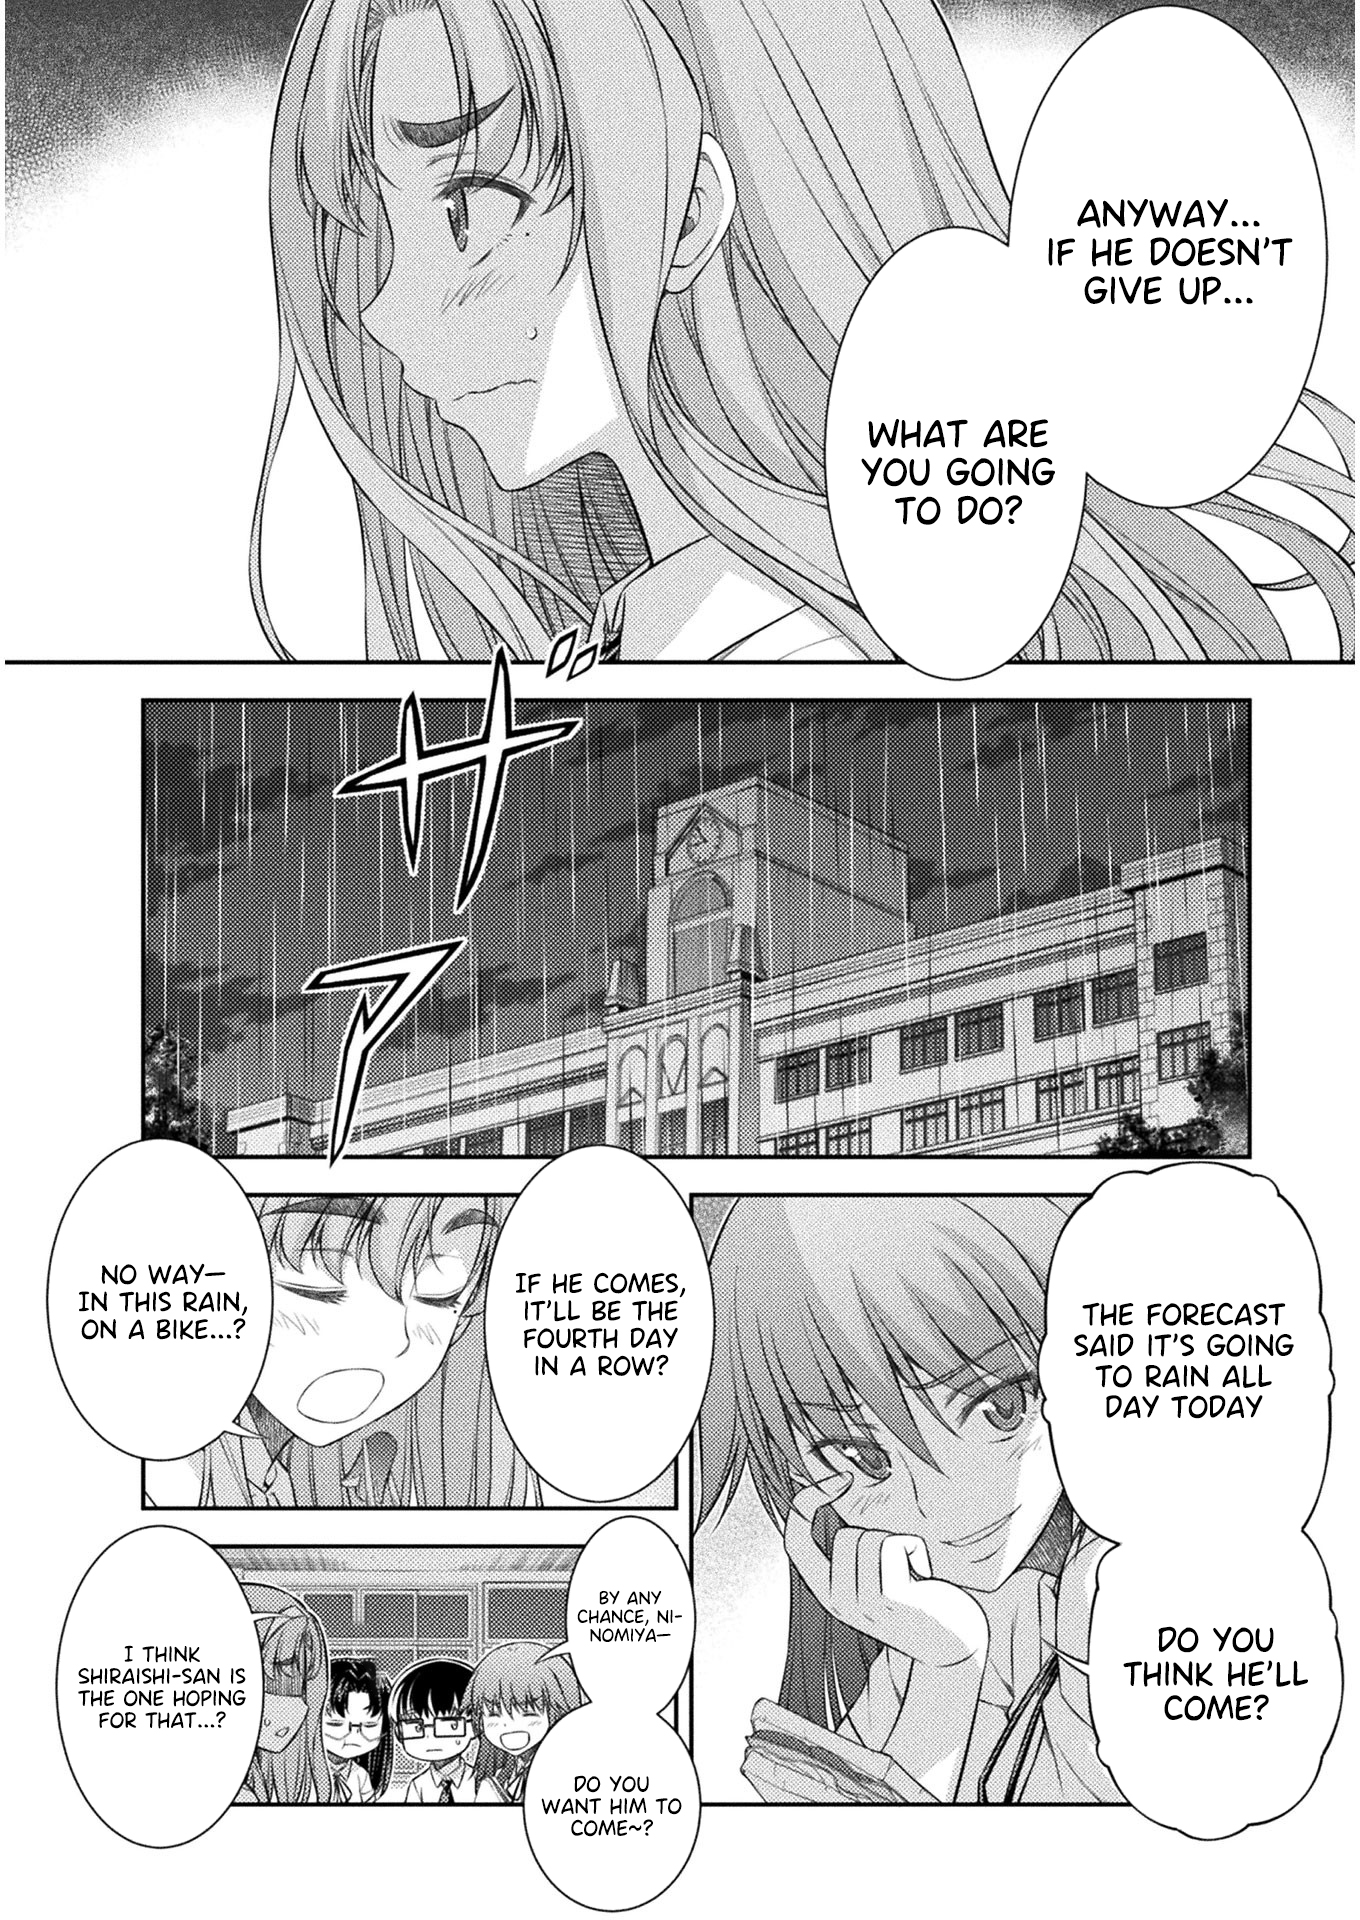 ANYWAY...
IF HE DOESN'T
GIVE UP...
WHAT ARE
YOU GOING
TO DO?
ザァ
THE FORECAST
SAID IT'S GOING
TO RAIN ALL
DAY TODAY
DO YOU
THINK HE'LL
COME?
IF HE COMES,
IT'LL BE THE
FOURTH DAY
IN A ROW?
NO WAY—
IN THIS RAIN,
ON A BIKE...?
BY ANY
CHANCE, NI-
NOMIYA—
DO YOU
WANT HIM TO
COME~?
I THINK
SHIRAISHI-SAN IS
THE ONE HOPING
FOR THAT...?